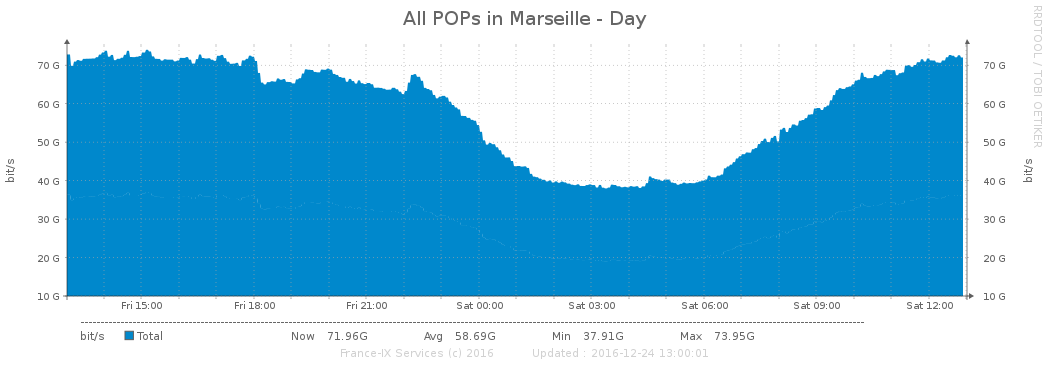 All POPs in Marseille - Day
RRDTOOL / TOBI OETIKER
bit/s
70 G 70 G
60 G 60 G
50 G 50 G
40 G 40 G
30 G 30 G
20 G 20 G
10 G 10 G
bit/s
Fri 15:00 Fri 18:00 Fri 21:00 Sat 00:00 Sat 03:00 Sat 06:00 Sat 09:00 Sat 12:00
bit/s Total Now 71.96G Avg 58.69G Min 37.91G Max 73.95G
France-IX Services (c) 2016 Updated : 2016-12-24 13:00:01